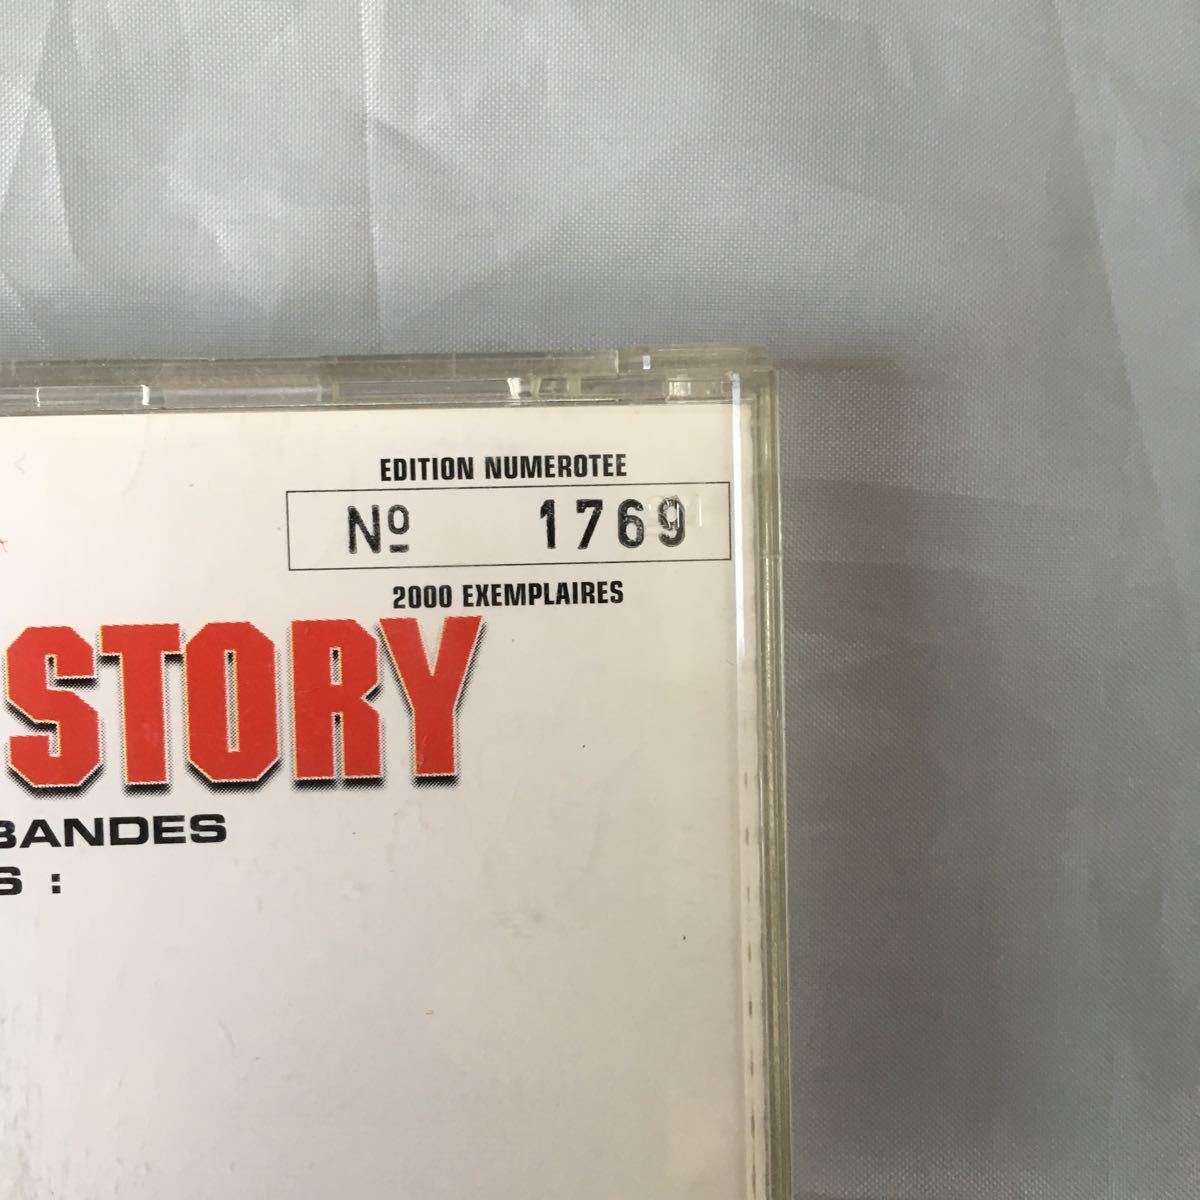 EDITION NUMEROTEE
Nº 1769
2000 EXEMPLAIRES
STORY
BANDES
S :